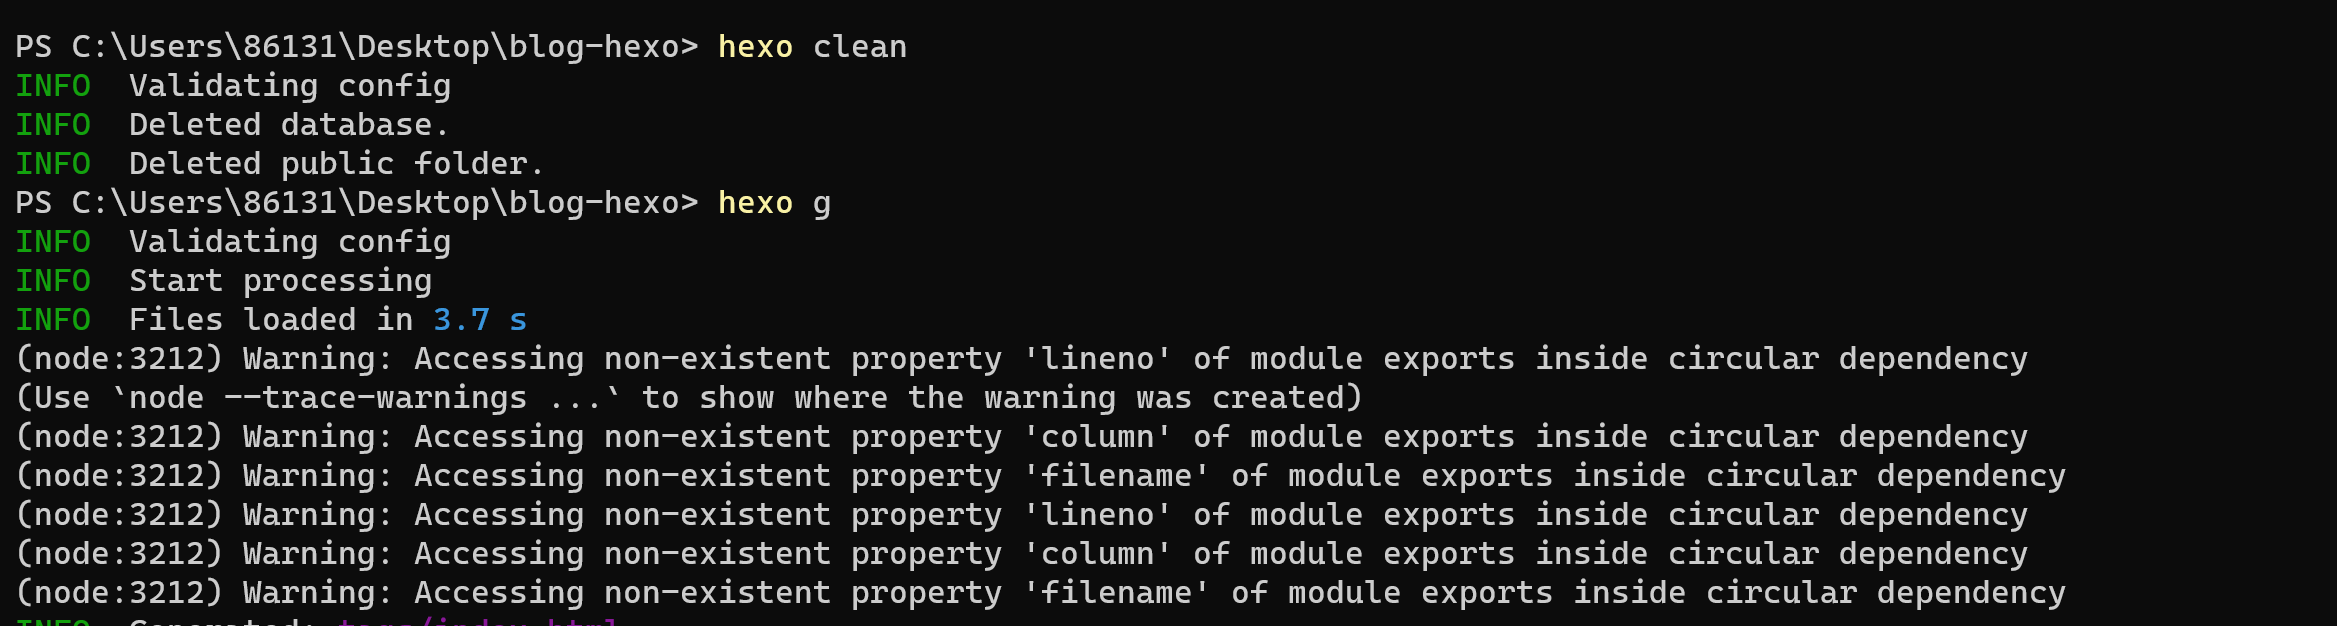 PS C:\Users\86131\Desktop\blog-hexo> hexo clean
INFO  Validating config
INFO  Deleted database.
INFO  Deleted public folder.
PS C:\Users\86131\Desktop\blog-hexo> hexo g
INFO  Validating config
INFO  Start processing
INFO  Files loaded in 3.7 s
(node:3212) Warning: Accessing non-existent property 'lineno' of module exports inside circular dependency
(Use `node --trace-warnings ...` to show where the warning was created)
(node:3212) Warning: Accessing non-existent property 'column' of module exports inside circular dependency
(node:3212) Warning: Accessing non-existent property 'filename' of module exports inside circular dependency
(node:3212) Warning: Accessing non-existent property 'lineno' of module exports inside circular dependency
(node:3212) Warning: Accessing non-existent property 'column' of module exports inside circular dependency
(node:3212) Warning: Accessing non-existent property 'filename' of module exports inside circular dependency
INFO  Generated: tags/index.html